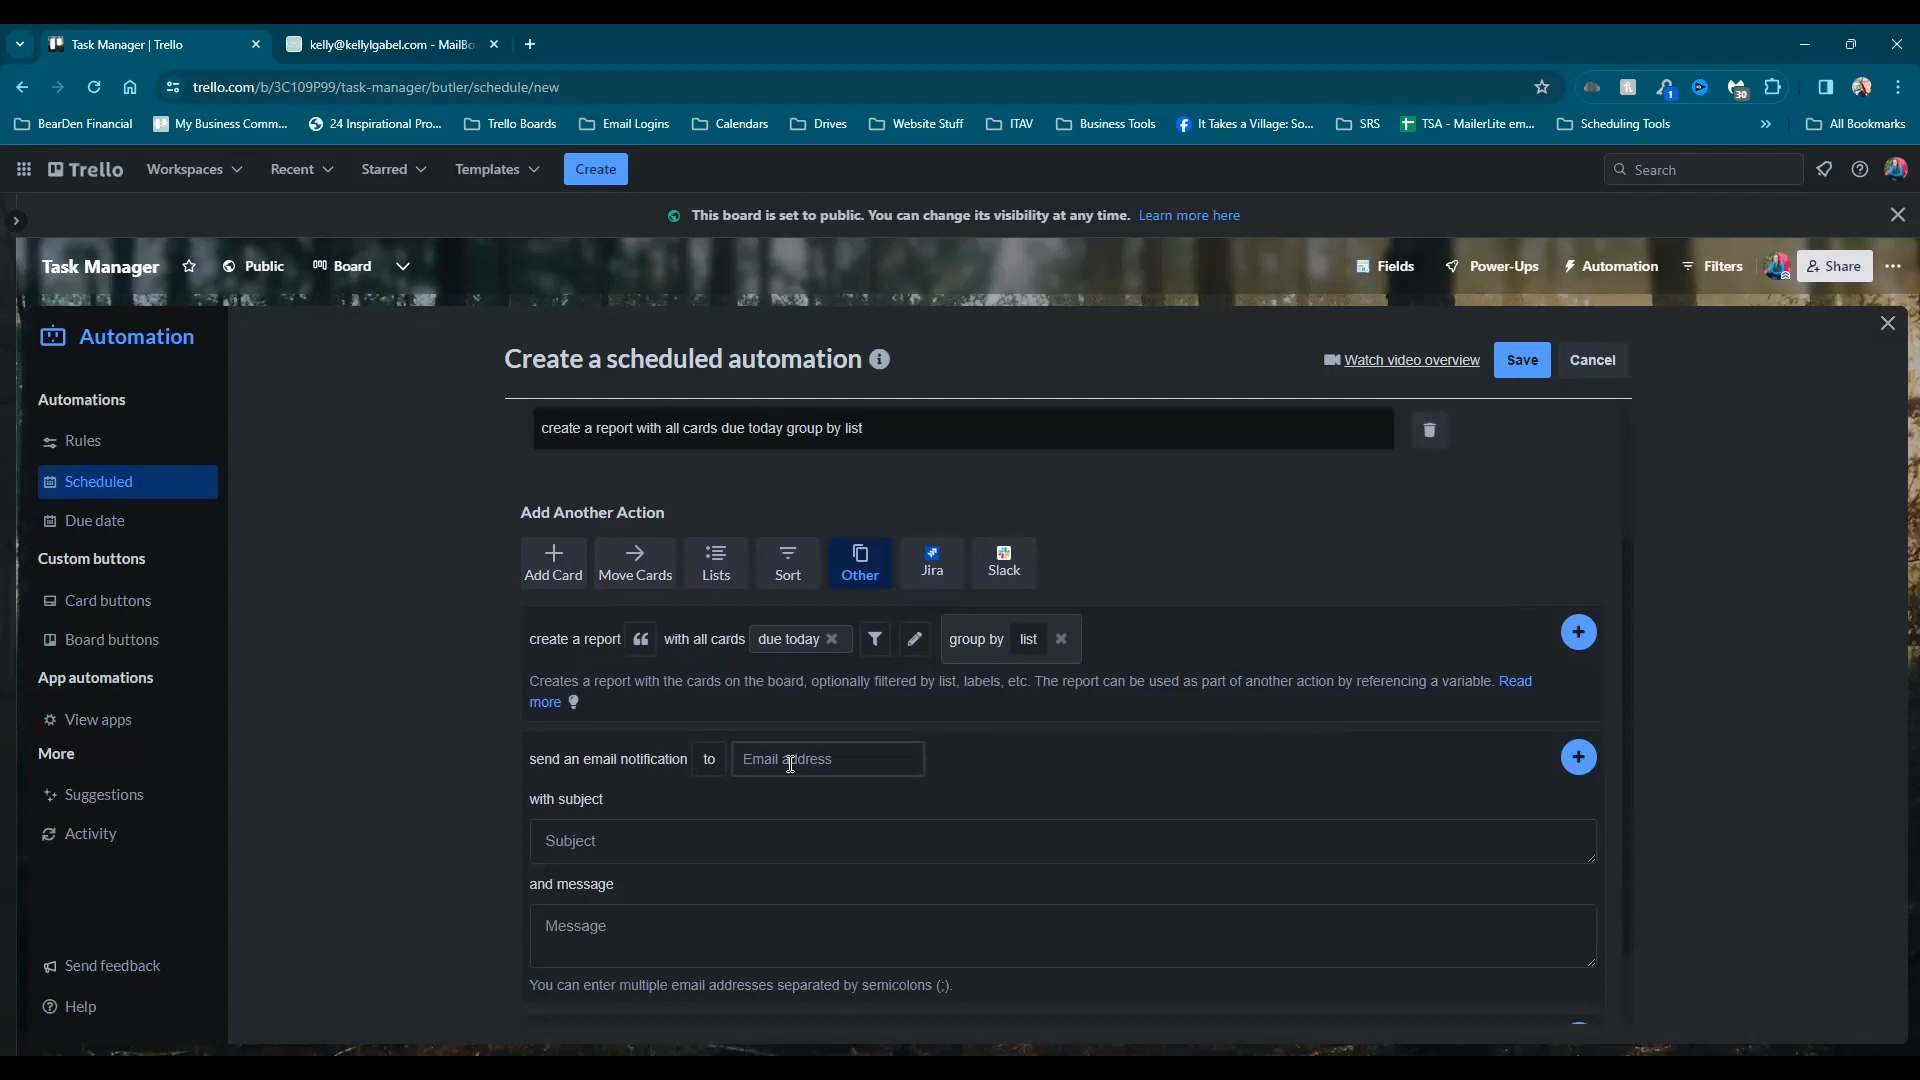 Task Manager | Trello
kelly@kellylgabel.com - MailBo
trello.com/b/3C109P99/task-manager/butler/schedule/new
30
1
BearDen Financial
My Business Comm...
24 Inspirational Pro...
Trello Boards
Email Logins
Calendars
Drives
Website Stuff
ITAV
Business Tools
It Takes a Village: So...
SRS
TSA - MailerLite em...
Scheduling Tools
All Bookmarks
Trello
Workspaces
Recent
Starred
Templates
Create
Search
This board is set to public. You can change its visibility at any time. Learn more here
Task Manager
Public
Board
Fields
Power-Ups
Automation
Filters
Share
Automation
Automations
Rules
Scheduled
Due date
Custom buttons
Card buttons
Board buttons
App automations
View apps
More
Suggestions
Activity
Send feedback
Help
Create a scheduled automation
Watch video overview
Save
Cancel
create a report with all cards due today group by list
Add Another Action
Add Card
Move Cards
Lists
Sort
Other
Jira
Slack
create a report with all cards due today group by list
Creates a report with the cards on the board, optionally filtered by list, labels, etc. The report can be used as part of another action by referencing a variable. Read
more
send an email notification to Email address
with subject
Subject
and message
Message
You can enter multiple email addresses separated by semicolons (;).